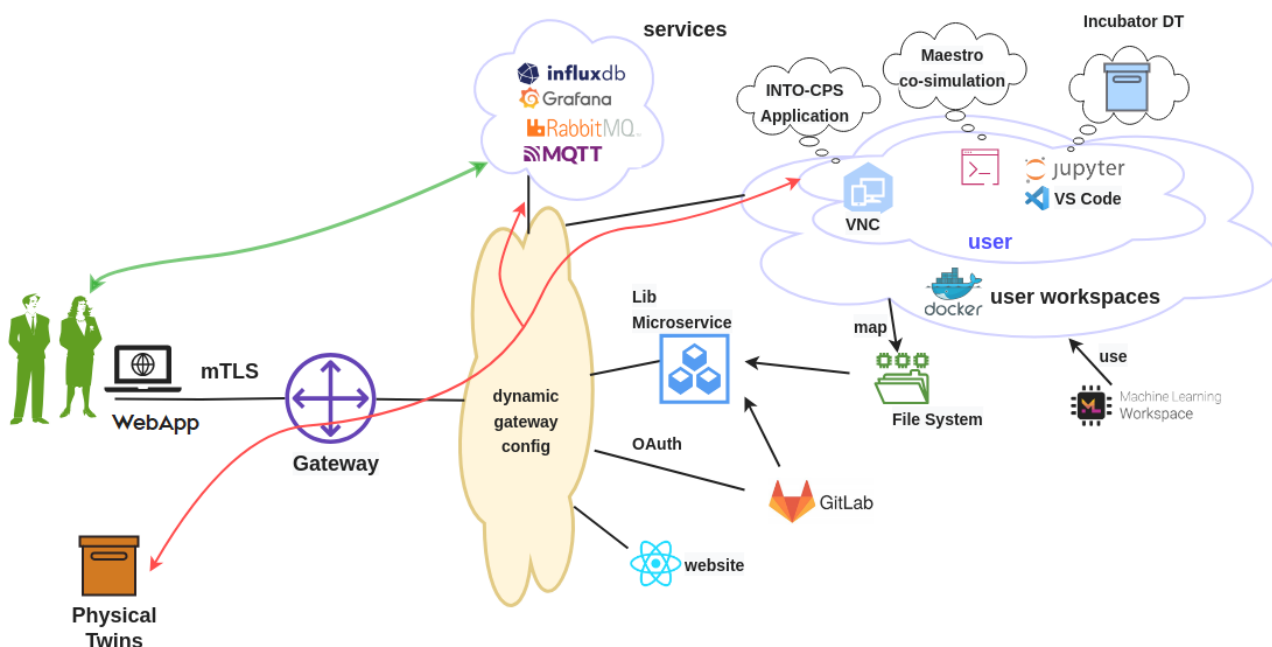 services
influxdb
Grafana
RabbitMQ
MQTT
INTO-CPS
Application
Maestro
co-simulation
Incubator DT
jupyter
VS Code
VNC
user
docker
user workspaces
Lib
Microservice
map
use
File System
Machine Learning
Workspace
mTLS
WebApp
Gateway
dynamic
gateway
config
OAuth
GitLab
website
Physical
Twins